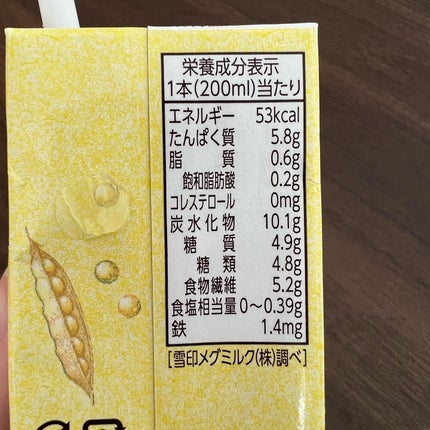 栄養成分表示
1本(200ml)当たり
エネルギー 53kcal
たんぱく質 5.8g
脂質 0.6g
飽和脂肪酸 0.2g
コレステロール 0mg
炭水化物 10.1g
糖質 4.9g
糖類 4.8g
食物繊維 5.2g
食塩相当量 0〜0.39g
鉄 1.4mg
[雪印メグミルク(株)調べ]